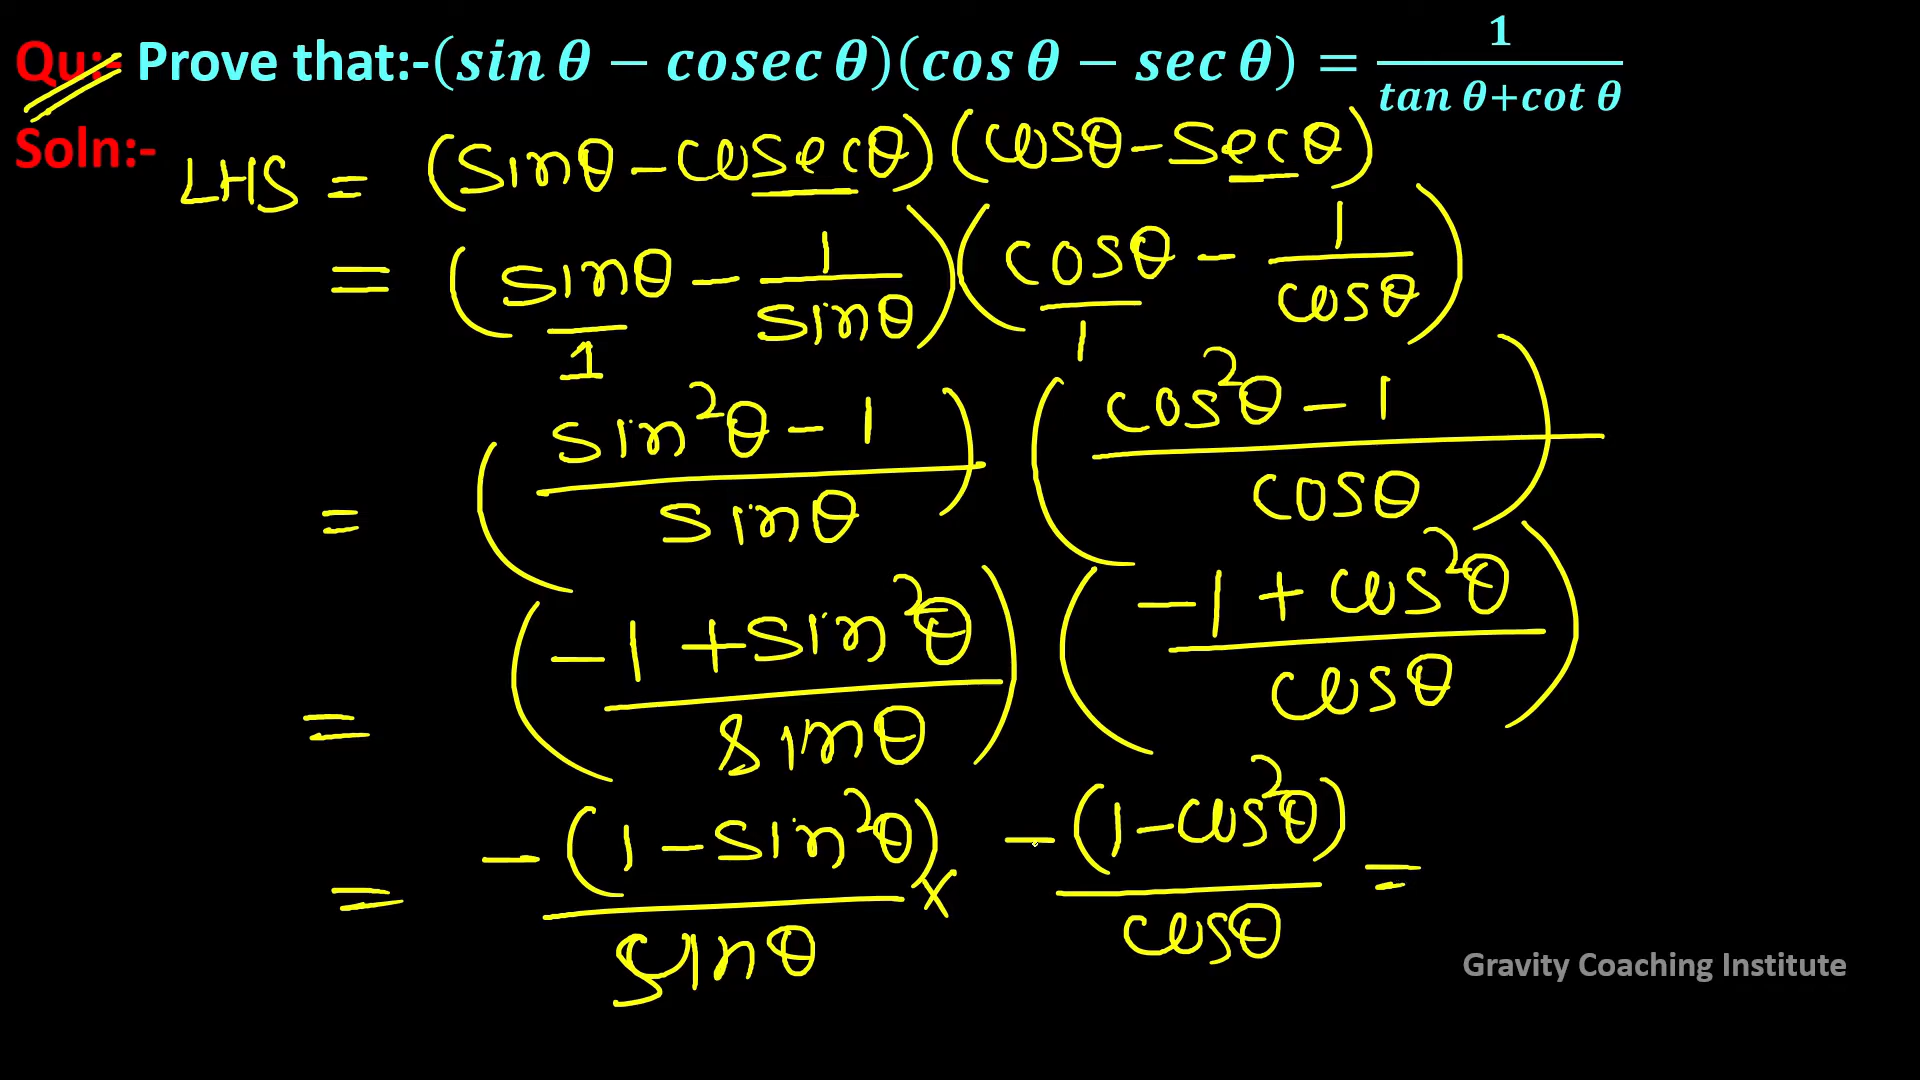 Qu:- Prove that:-(sin θ − cosec θ)(cos θ − sec θ) = 1/(tan θ+cot θ)
Soln:-
LHS = (sinθ − cosecθ)(cosθ − secθ)
= (sinθ/1 − 1/sinθ)(cosθ/1 − 1/cosθ)
= ((sin²θ − 1)/sinθ) ((cos²θ − 1)/cosθ)
= ((−1 + sin²θ)/sinθ) ((−1 + cos²θ)/cosθ)
= −(1 − sin²θ)/sinθ × −(1 − cos²θ)/cosθ =
Gravity Coaching Institute